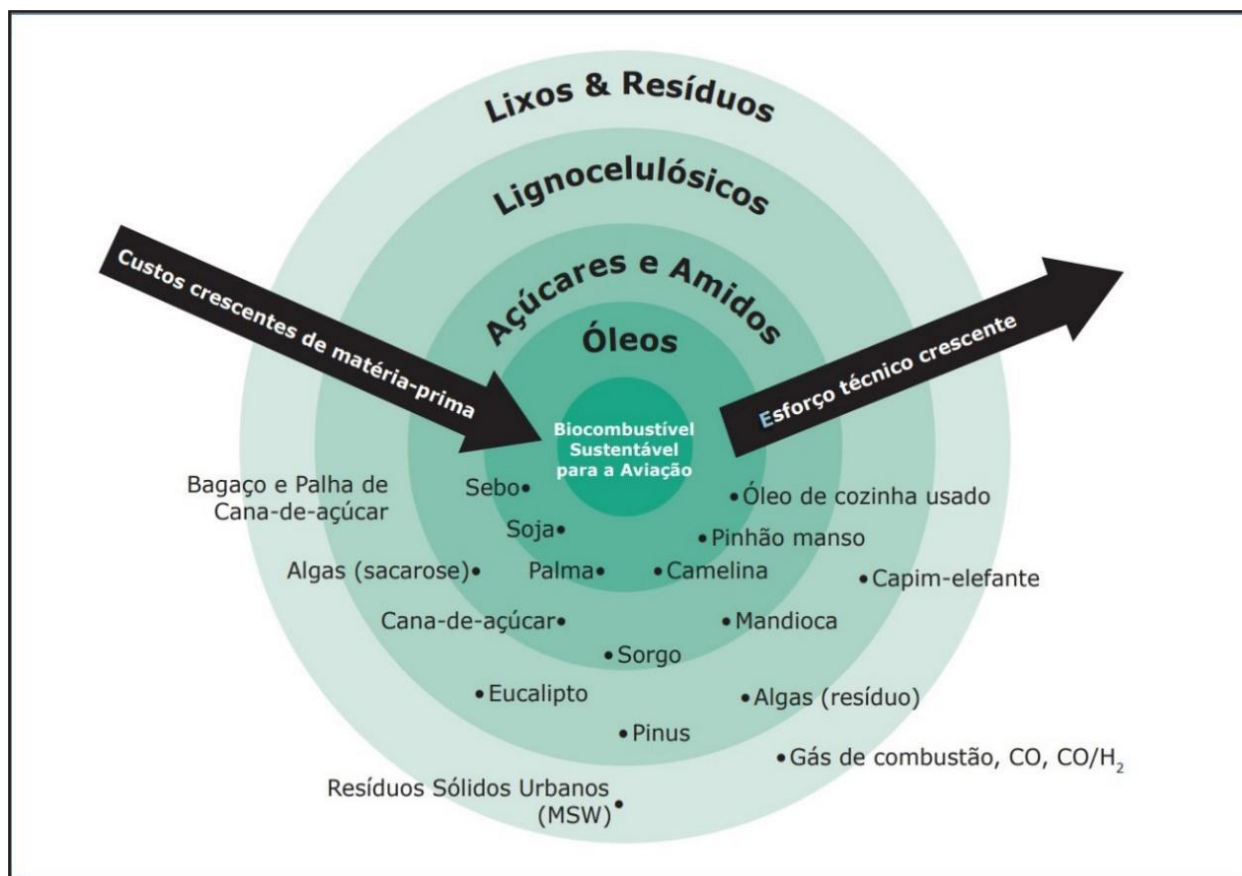 Lixos & Resíduos
Lignocelulósicos
Açúcares e Amidos
Óleos
Custos crescentes de matéria-prima
Esforço técnico crescente
Biocombustível
Sustentável
para a Aviação
Bagaço e Palha de
Cana-de-açúcar
Sebo•
•Óleo de cozinha usado
Soja•
•Pinhão manso
Algas (sacarose)•
Palma•
•Camelina
•Capim-elefante
Cana-de-açúcar•
•Mandioca
•Sorgo
•Eucalipto
•Algas (resíduo)
•Pinus
•Gás de combustão, CO, CO/H₂
Resíduos Sólidos Urbanos
(MSW)•